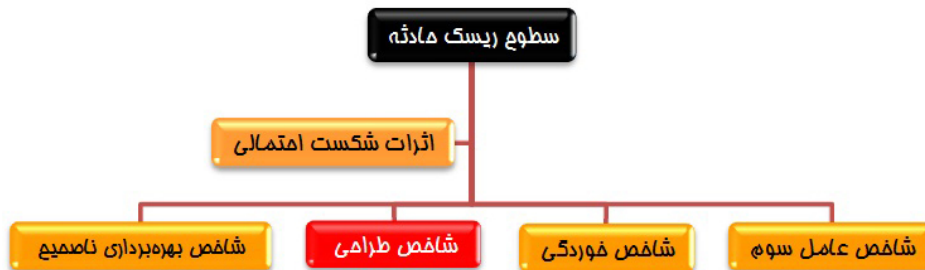 سطوح ریسک حادثه
اثرات شکست احتمالی
شاخص عامل سوم
شاخص خوردگی
شاخص طراحی
شاخص بهره‌برداری ناصحیح